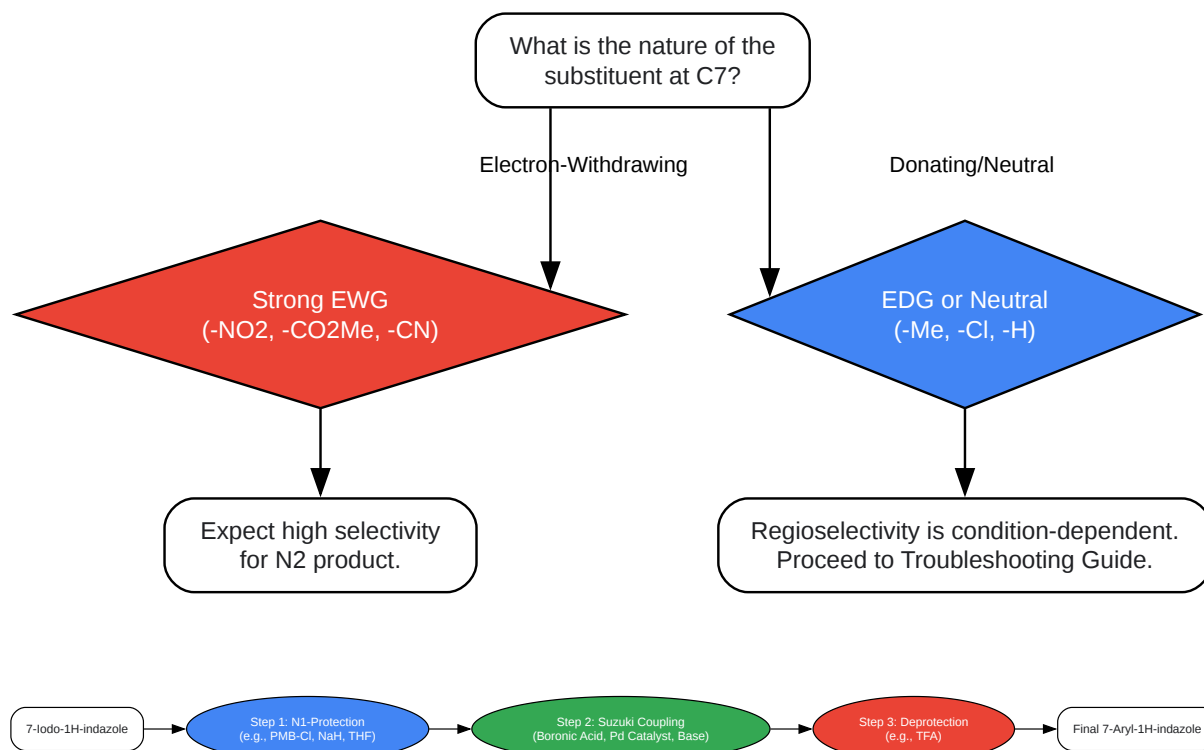 What is the nature of the
substituent at C7?
Electron-Withdrawing
Donating/Neutral
Strong EWG
(-NO2, -CO2Me, -CN)
EDG or Neutral
(-Me, -Cl, -H)
Expect high selectivity
for N2 product.
Regioselectivity is condition-dependent.
Proceed to Troubleshooting Guide.
7-Iodo-1H-indazole
Step 1: N1-Protection
(e.g., PMB-Cl, NaH, THF)
Step 2: Suzuki Coupling
(Boronic Acid, Pd Catalyst, Base)
Step 3: Deprotection
(e.g., TFA)
Final 7-Aryl-1H-indazole